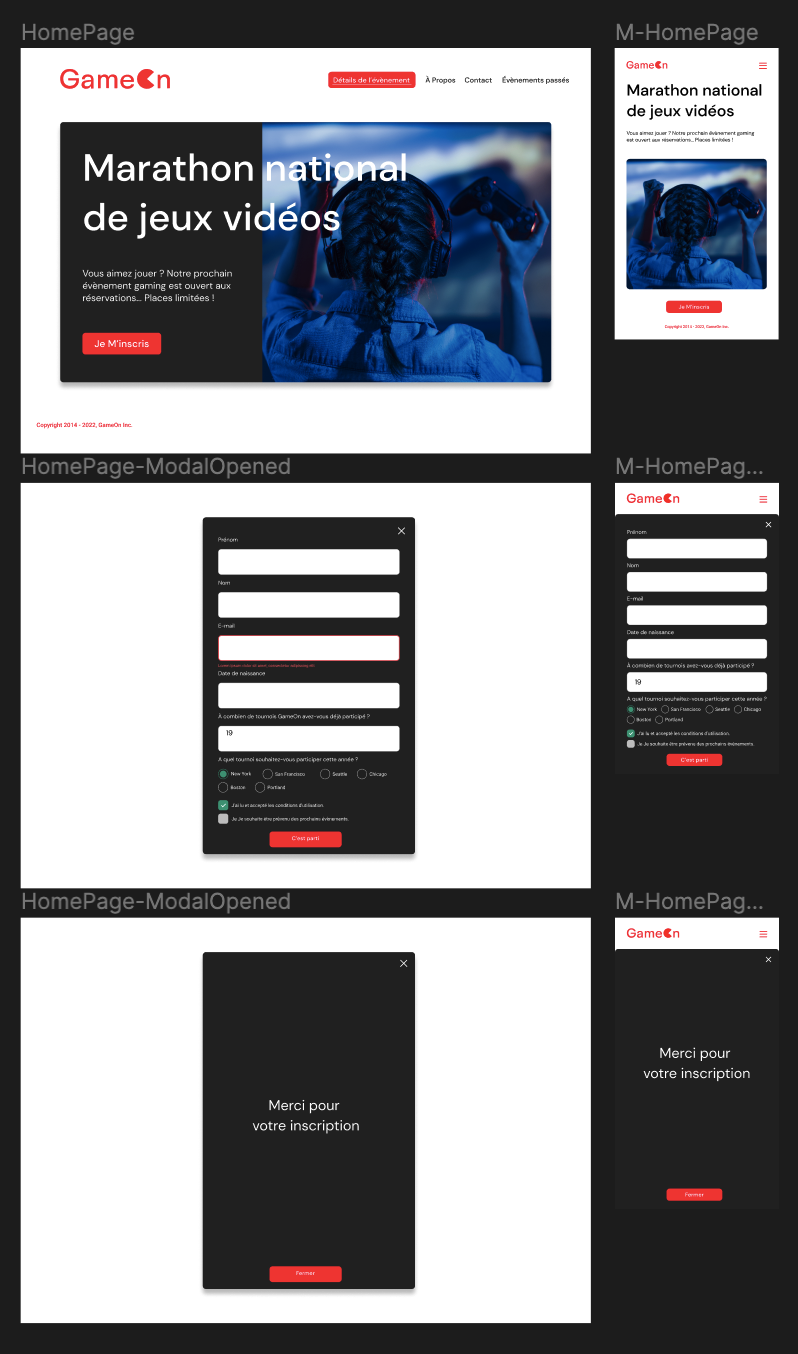 HomePage
GameOn
Détails de l'évènement À Propos Contact Évènements passés
Marathon national
de jeux vidéos
Vous aimez jouer ? Notre prochain
évènement gaming est ouvert aux
réservations... Places limitées !
Je M'inscris
Copyright 2014 - 2022, GameOn Inc.
M-HomePage
GameOn
Marathon national
de jeux vidéos
Vous aimez jouer ? Notre prochain évènement gaming
est ouvert aux réservations... Places limitées !
Je M'inscris
Copyright 2014 - 2022, GameOn Inc.
HomePage-ModalOpened
Prénom
Nom
E-mail
Date de naissance
À combien de tournois GameOn avez-vous déjà participé ?
19
A quel tournoi souhaitez-vous participer cette année ?
New York San Francisco Seattle Chicago
Boston Portland
J'ai lu et accepté les conditions d'utilisation.
Je Je souhaite être prévenu des prochains évènements.
C'est parti
M-HomePag...
GameOn
Prénom
Nom
E-mail
Date de naissance
À combien de tournois avez-vous déjà participé ?
19
A quel tournoi souhaitez-vous participer cette année ?
New York San Francisco Seattle Chicago
Boston Portland
J'ai lu et accepté les conditions d'utilisation.
Je Je souhaite être prévenu des prochains évènements
C'est parti
HomePage-ModalOpened
Merci pour
votre inscription
Fermer
M-HomePag...
GameOn
Merci pour
votre inscription
Fermer